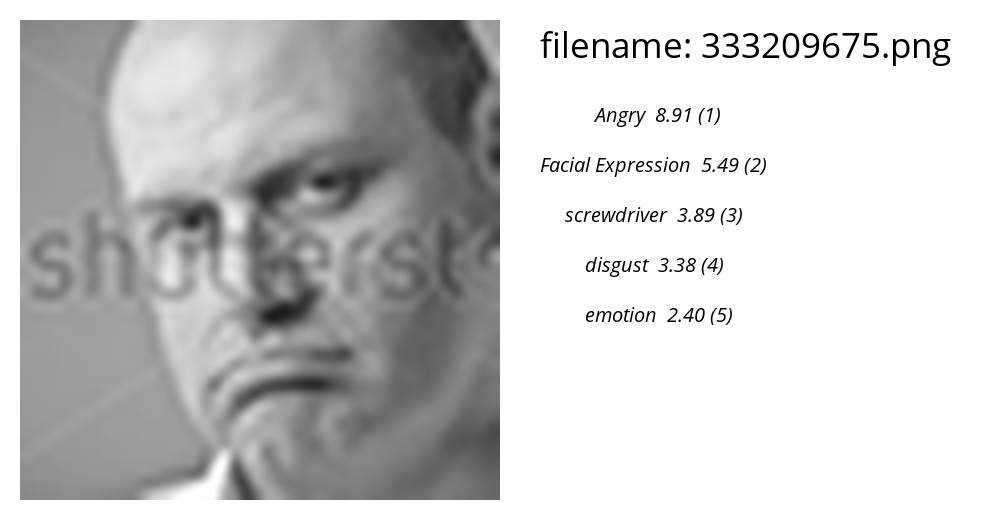 shutterst
filename: 333209675.png
Angry 8.91 (1)
Facial Expression 5.49 (2)
screwdriver 3.89 (3)
disgust 3.38 (4)
emotion 2.40 (5)